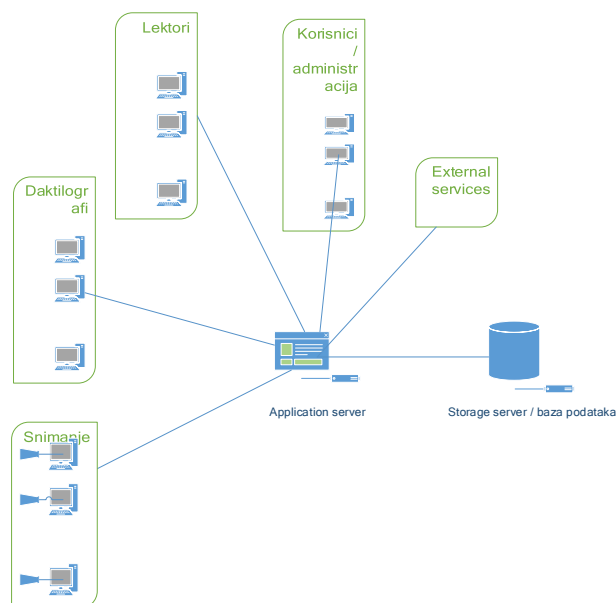 Lektori
Korisnici
/
administr
acija
External
services
Daktilogr
afi
Application server
Storage server / baza podataka
Snimanje